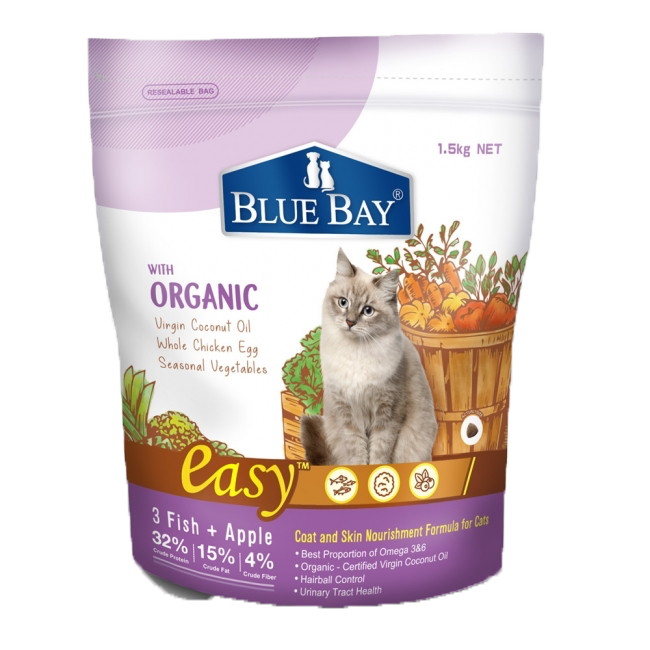 RESEALABLE BAG
1.5kg NET
BLUE BAY®
WITH
ORGANIC
Virgin Coconut Oil
Whole Chicken Egg
Seasonal Vegetables
easy™
3 Fish + Apple
32% 15% 4%
Crude Protein Crude Fat Crude Fiber
Coat and Skin Nourishment Formula for Cats
• Best Proportion of Omega 3&6
• Organic - Certified Virgin Coconut Oil
• Hairball Control
• Urinary Tract Health